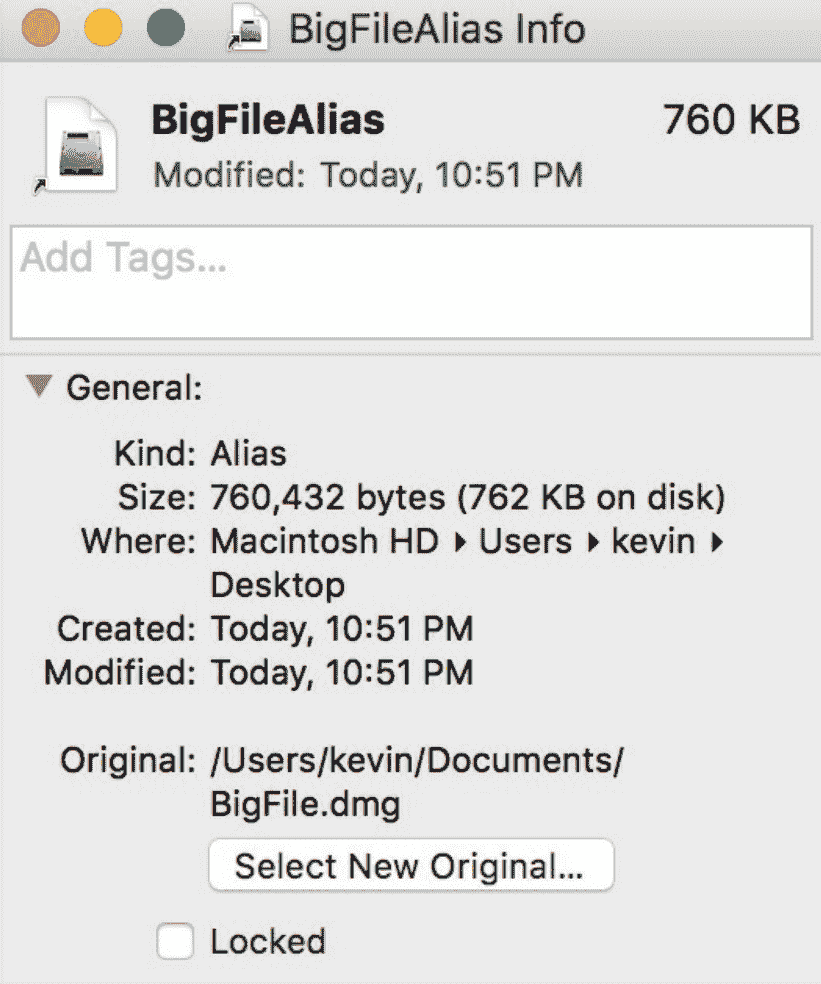 BigFileAlias Info
BigFileAlias 760 KB
Modified: Today, 10:51 PM
Add Tags...
General:
Kind: Alias
Size: 760,432 bytes (762 KB on disk)
Where: Macintosh HD ▸ Users ▸ kevin ▸
Desktop
Created: Today, 10:51 PM
Modified: Today, 10:51 PM
Original: /Users/kevin/Documents/
BigFile.dmg
Select New Original...
Locked